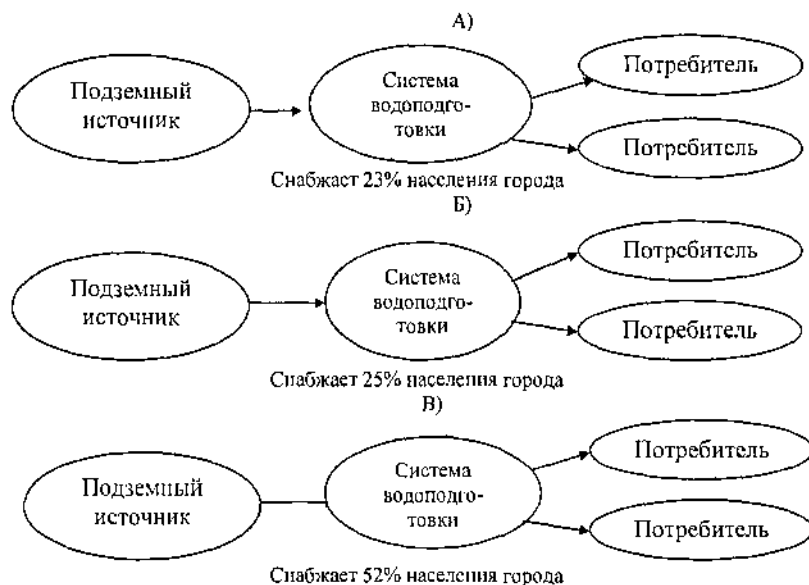 А)
Подземный
источник
Система
водоподго-
товки
Потребитель
Потребитель
Снабжает 23% населения города
Б)
Подземный
источник
Система
водоподго-
товки
Потребитель
Потребитель
Снабжает 25% населения города
В)
Подземный
источник
Система
водоподго-
товки
Потребитель
Потребитель
Снабжает 52% населения города